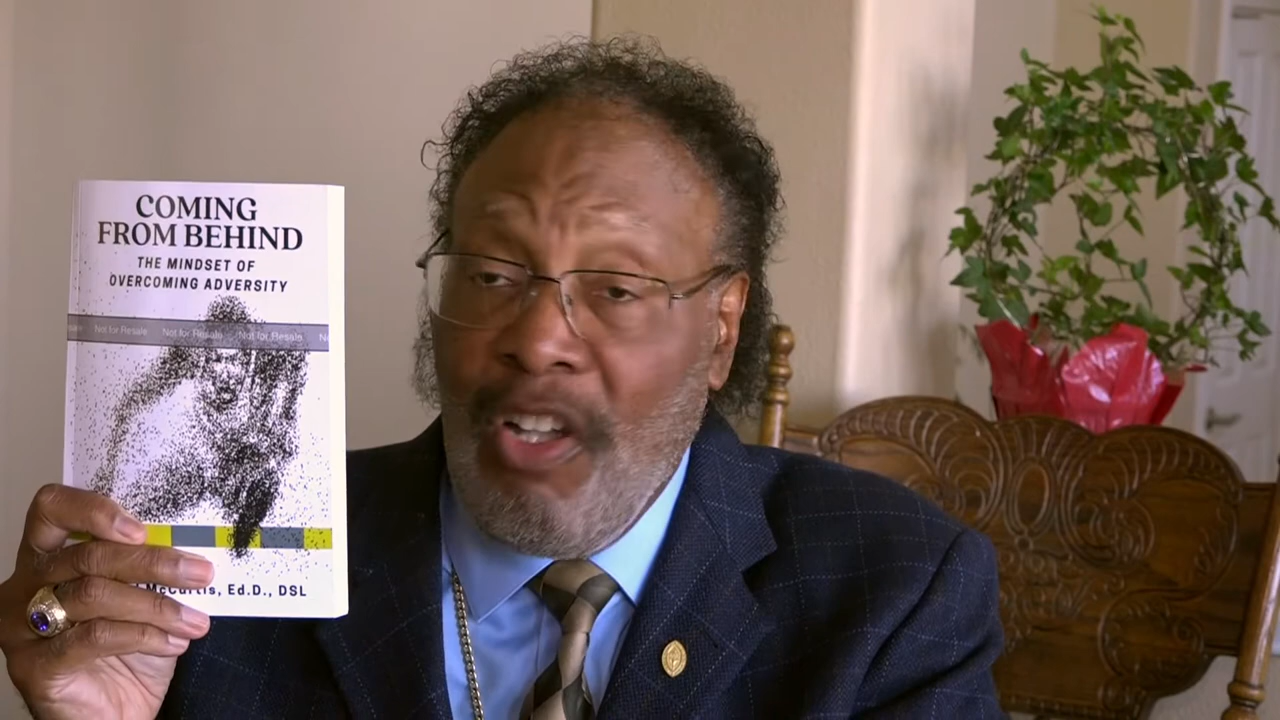 COMING
FROM BEHIND
THE MINDSET OF
OVERCOMING ADVERSITY
Not for Resale Not for Resale Not for Resale
McCurtis, Ed.D., DSL